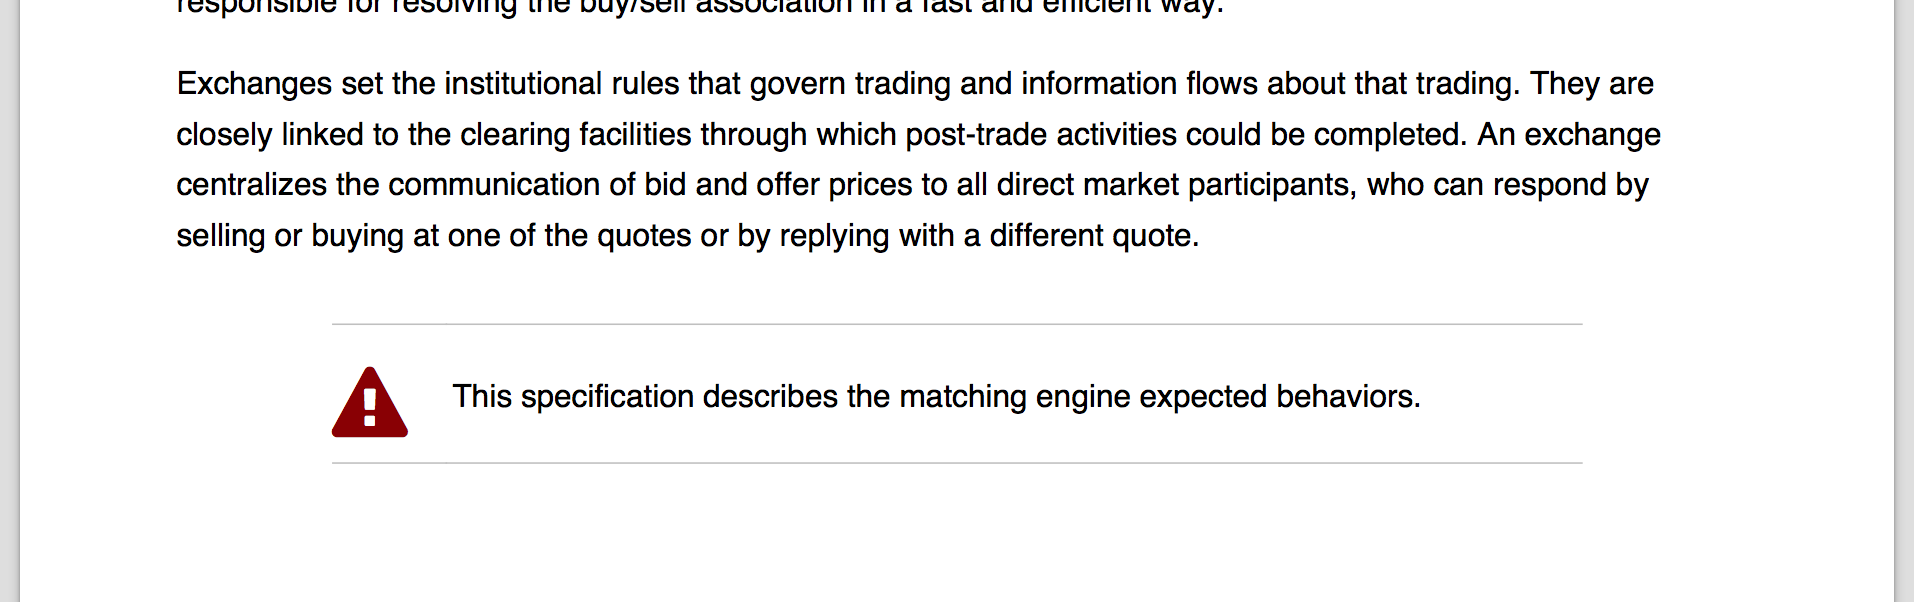 responsible for resolving the buy/sell association in a fast and efficient way.
Exchanges set the institutional rules that govern trading and information flows about that trading. They are
closely linked to the clearing facilities through which post-trade activities could be completed. An exchange
centralizes the communication of bid and offer prices to all direct market participants, who can respond by
selling or buying at one of the quotes or by replying with a different quote.
This specification describes the matching engine expected behaviors.